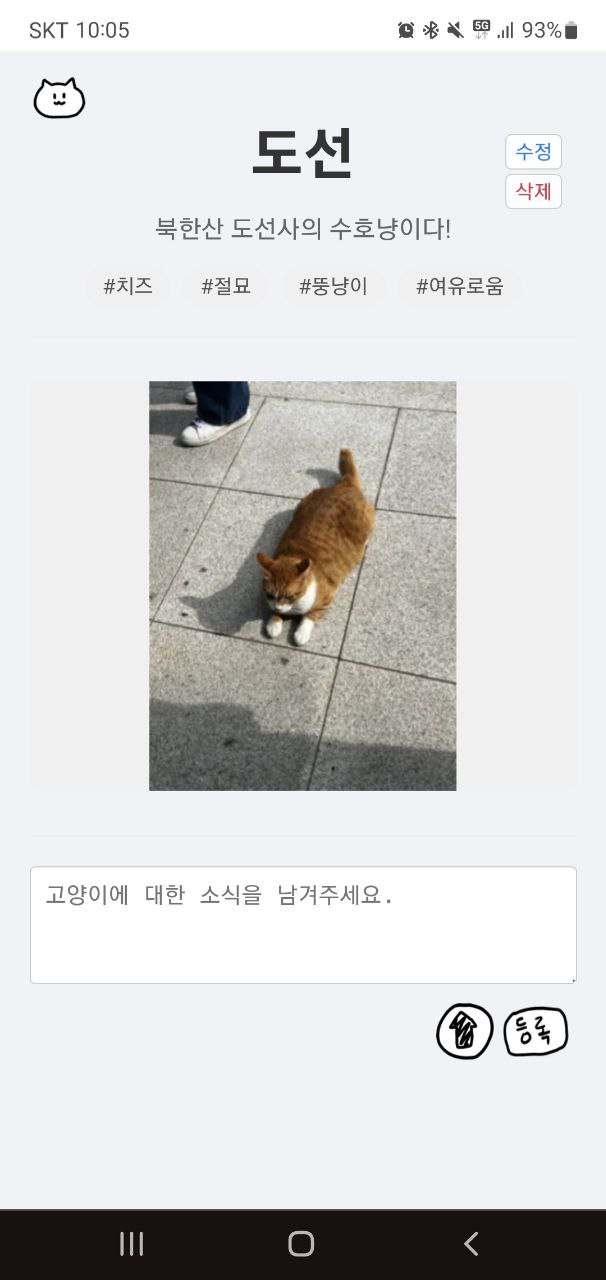 SKT 10:05 5G 93%
도선
수정
삭제
북한산 도선사의 수호냥이다!
#치즈 #절묘 #뚱냥이 #여유로움
고양이에 대한 소식을 남겨주세요.
등록